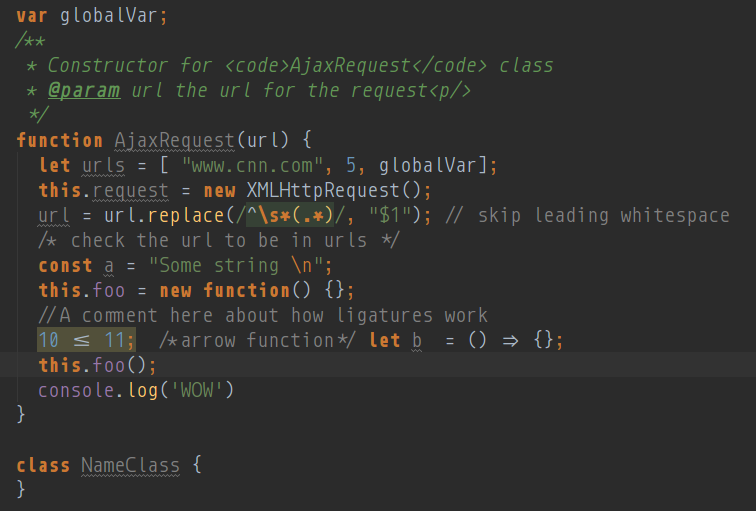 var globalVar;
/**
 * Constructor for <code>AjaxRequest</code> class
 * @param url the url for the request<p/>
 */
function AjaxRequest(url) {
  let urls = [ "www.cnn.com", 5, globalVar];
  this.request = new XMLHttpRequest();
  url = url.replace(/^\s*(.*)/, "$1"); // skip leading whitespace
  /* check the url to be in urls */
  const a = "Some string \n";
  this.foo = new function() {};
  //A comment here about how ligatures work
  10 ≤ 11;  /*arrow function*/ let b  = () ⇒ {};
  this.foo();
  console.log('WOW')
}

class NameClass {
}